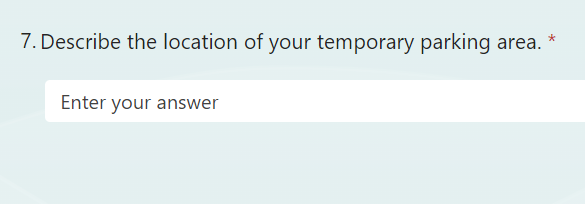 7. Describe the location of your temporary parking area. *
Enter your answer